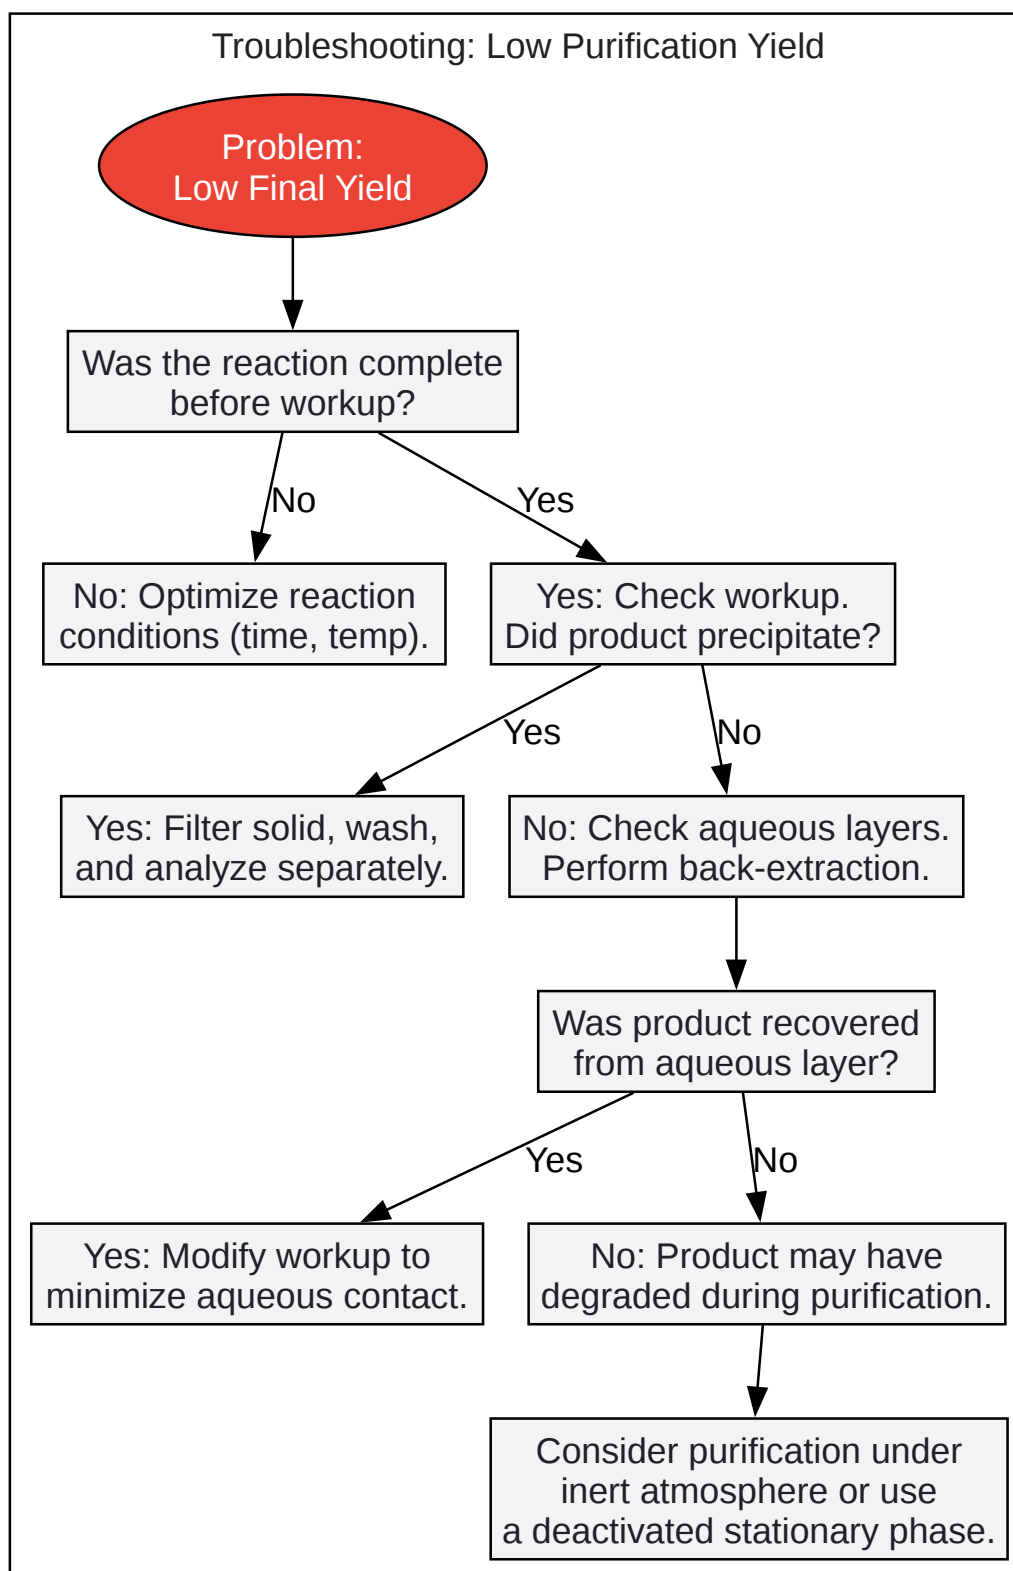 Troubleshooting: Low Purification Yield
Problem:
Low Final Yield
Was the reaction complete
before workup?
No
Yes
No: Optimize reaction
conditions (time, temp).
Yes: Check workup.
Did product precipitate?
Yes
No
Yes: Filter solid, wash,
and analyze separately.
No: Check aqueous layers.
Perform back-extraction.
Was product recovered
from aqueous layer?
Yes
No
Yes: Modify workup to
minimize aqueous contact.
No: Product may have
degraded during purification.
Consider purification under
inert atmosphere or use
a deactivated stationary phase.